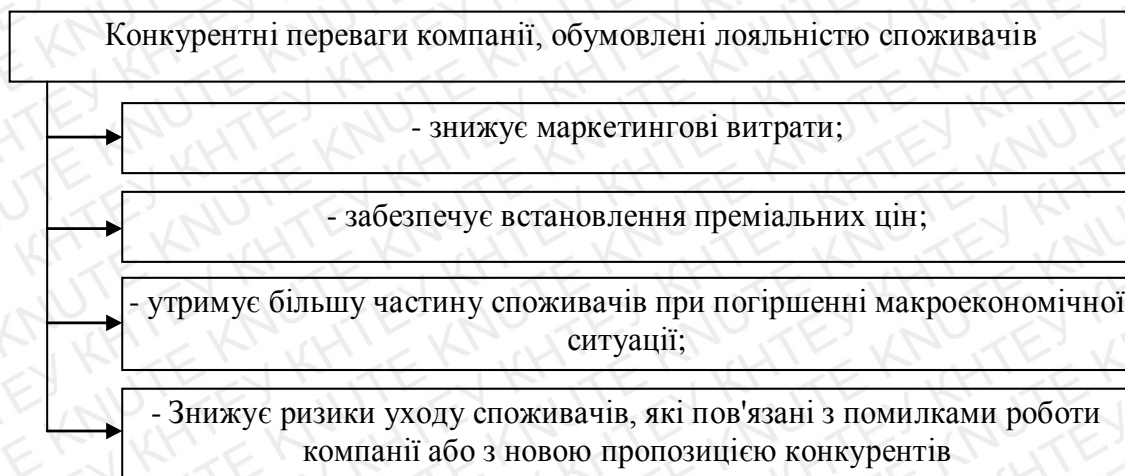 Конкурентні переваги компанії, обумовлені лояльністю споживачів
- знижує маркетингові витрати;
- забезпечує встановлення преміальних цін;
- утримує більшу частину споживачів при погіршенні макроекономічної
ситуації;
- Знижує ризики уходу споживачів, які пов'язані з помилками роботи
компанії або з новою пропозицією конкурентів